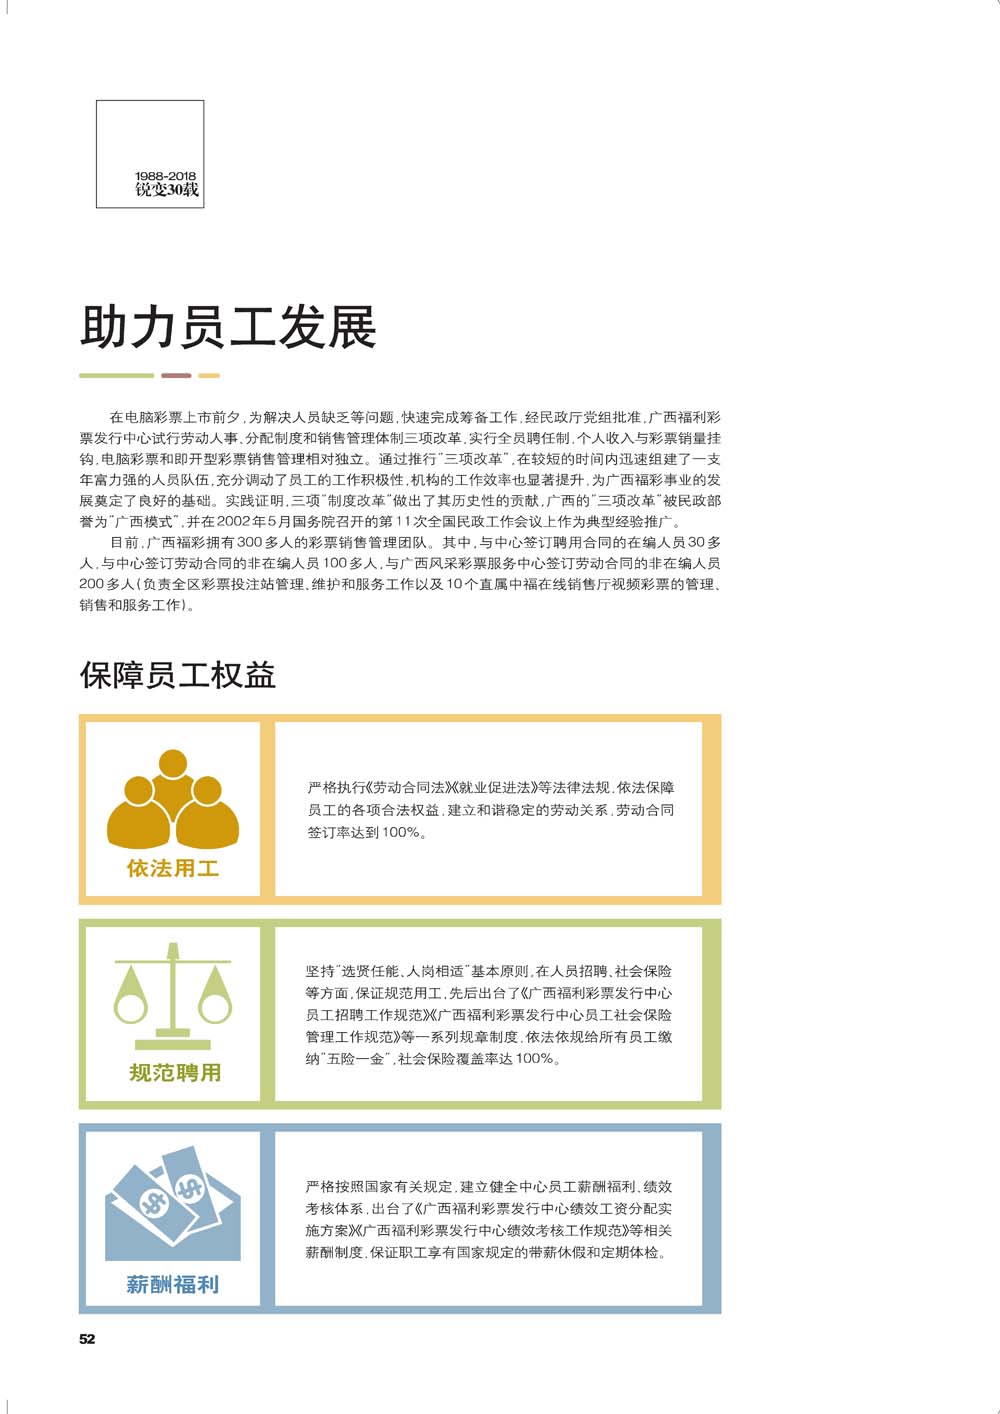 1988-2018
锐变30载
助力员工发展
在电脑彩票上市前夕,为解决人员缺乏等问题,快速完成筹备工作,经民政厅党组批准,广西福利彩
票发行中心试行劳动人事、分配制度和销售管理体制三项改革,实行全员聘任制,个人收入与彩票销量挂
钩,电脑彩票和即开型彩票销售管理相对独立。通过推行“三项改革”,在较短的时间内迅速组建了一支
年富力强的人员队伍,充分调动了员工的工作积极性,机构的工作效率也显著提升,为广西福彩事业的发
展奠定了良好的基础。实践证明,三项“制度改革”做出了其历史性的贡献,广西的“三项改革”被民政部
誉为“广西模式”,并在2002年5月国务院召开的第11次全国民政工作会议上作为典型经验推广。
目前,广西福彩拥有300多人的彩票销售管理团队。其中,与中心签订聘用合同的在编人员30多
人,与中心签订劳动合同的非在编人员100多人,与广西风采彩票服务中心签订劳动合同的非在编人员
200多人(负责全区彩票投注站管理、维护和服务工作以及10个直属中福在线销售厅视频彩票的管理、
销售和服务工作)。
保障员工权益
严格执行《劳动合同法》《就业促进法》等法律法规,依法保障
员工的各项合法权益,建立和谐稳定的劳动关系,劳动合同
签订率达到100%。
依法用工
坚持“选贤任能、人岗相适”基本原则,在人员招聘、社会保险
等方面,保证规范用工,先后出台了《广西福利彩票发行中心
员工招聘工作规范》《广西福利彩票发行中心员工社会保险
管理工作规范》等一系列规章制度,依法依规给所有员工缴
纳“五险一金”,社会保险覆盖率达100%。
规范聘用
严格按照国家有关规定,建立健全中心员工薪酬福利、绩效
考核体系,出台了《广西福利彩票发行中心绩效工资分配实
施方案》《广西福利彩票发行中心绩效考核工作规范》等相关
薪酬制度,保证职工享有国家规定的带薪休假和定期体检。
薪酬福利
52